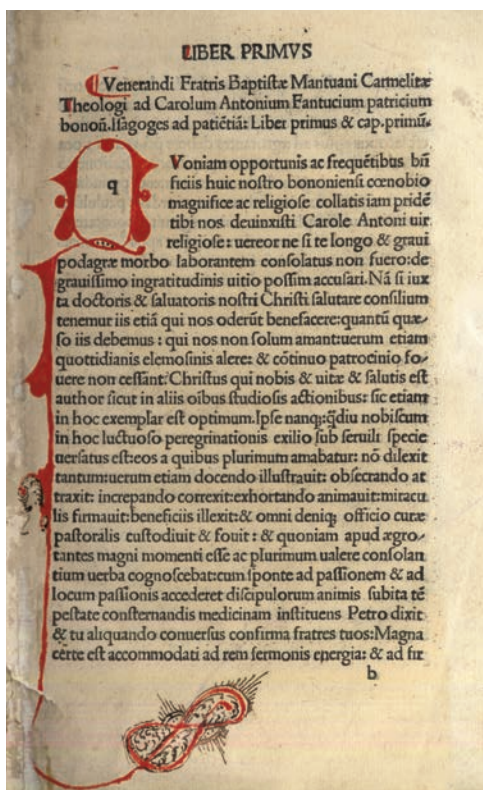 LIBER PRIMVS
Venerandi Fratris Baptistæ Mantuani Carmelitæ
Theologi ad Carolum Antonium Fantucium patricium
bonoñ.Isagoges ad patiẽtiã: Liber primus & cap.primũ.
q
Voniam opportunis ac frequẽtibus bñ
ficiis huic nostro bononiensi cœnobio
magnifice ac religiose collatis iam pridẽ
tibi nos deuinxisti Carole Antoni uir
religiose: uereor ne si te longo & graui
podagræ morbo laborantem consolatus non fuero:de
grauissimo ingratitudinis uitio possim accusari.Nã si iux
ta doctoris & saluatoris nostri Christi salutare consilium
tenemur iis etiã qui nos oderũt benefacere:quantũ quæ-
so iis debemus : qui nos non solum amant:uerum etiam
quottidianis elemosinis alere: & cõtinuo patrocinio fo-
uere non cessant. Christus qui nobis & uitæ & salutis est
author sicut in aliis oibus studiosis actionibus: sic etiam
in hoc exemplar est optimum. Ipse nanq;:q̃diu nobiscum
in hoc luctuoso peregrinationis exilio sub seruili specie
uersatus est:eos a quibus plurimum amabatur: nõ dilexit
tantum:uerum etiam docendo illustrauit: obsecrando at
traxit: increpando correxit:exhortando animauit:miracu
lis firmauit:beneficiis illexit:& omni deniq; officio curæ
pastoralis custodiuit & fouit : & quoniam apud ægro-
tantes magni momenti esse ac plurimum ualere consolan
tium uerba cognoscebat:cum sponte ad passionem & ad
locum passionis accederet discipulorum animis subita tẽ
pestate consternandis medicinam instituens Petro dixit
& tu aliquando conuersus confirma fratres tuos:Magna
certe est accommodati ad rem sermonis energia: & ad fir
b